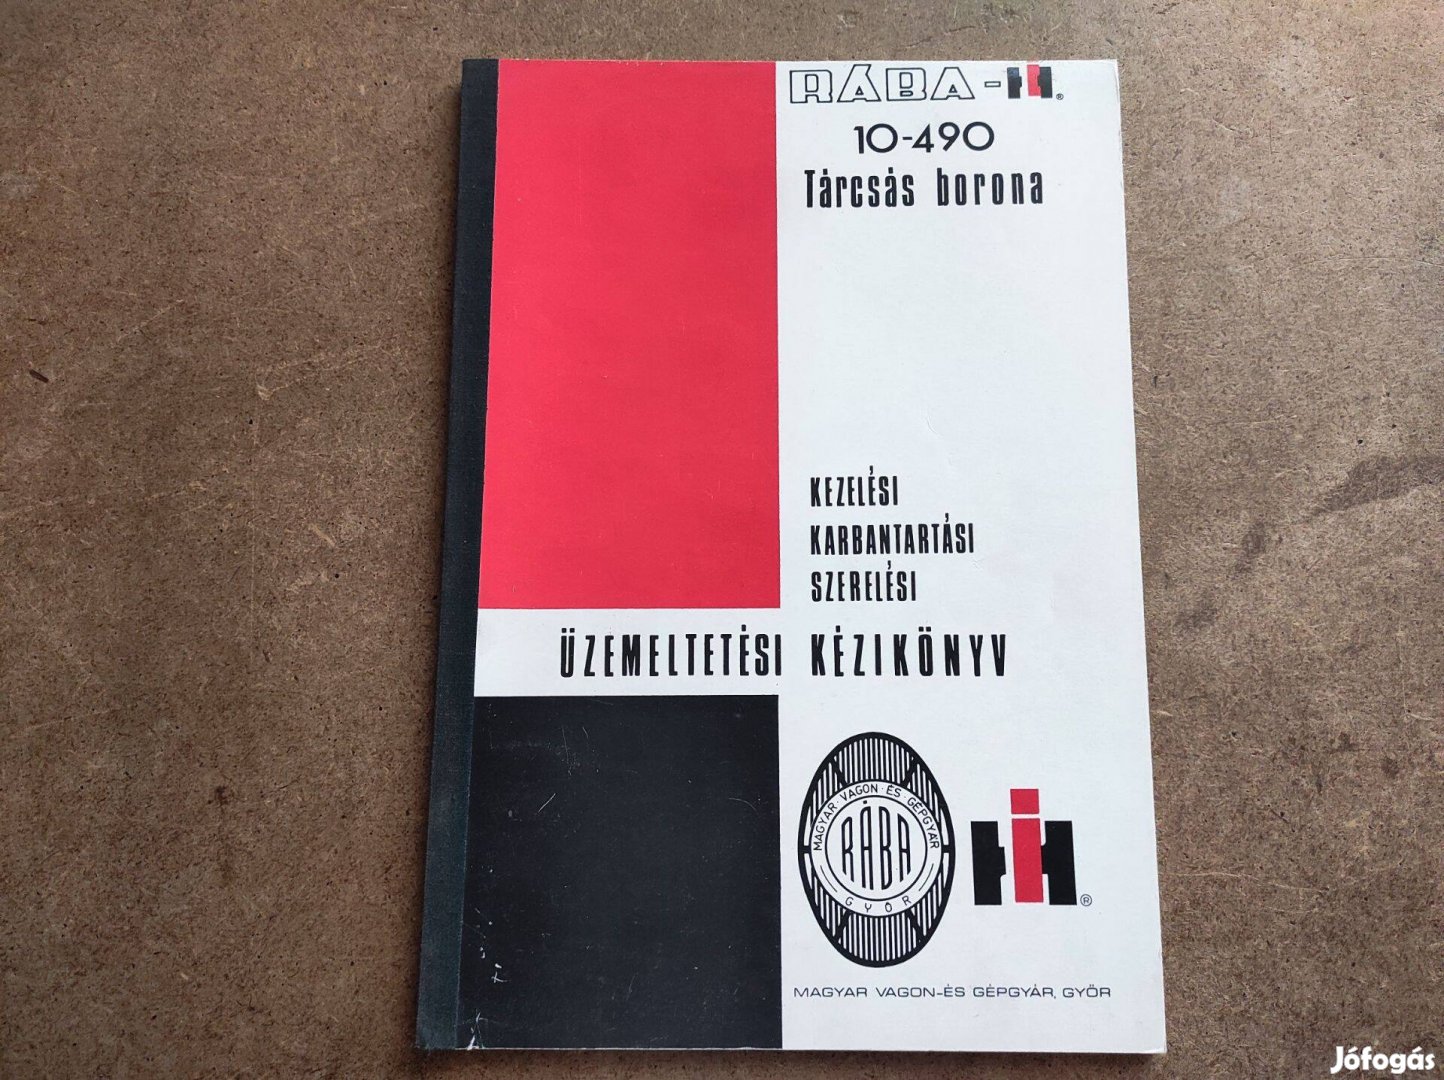 RÁBA-IH®
10-490
Tárcsás borona
KEZELÉSI
KARBANTARTÁSI
SZERELÉSI
ÜZEMELTETÉSI KÉZIKÖNYV
MAGYAR · VAGON · ÉS · GÉPGYÁR
RÁBA
GYŐR
IH®
MAGYAR VAGON-ÉS GÉPGYÁR, GYŐR
Jófogás